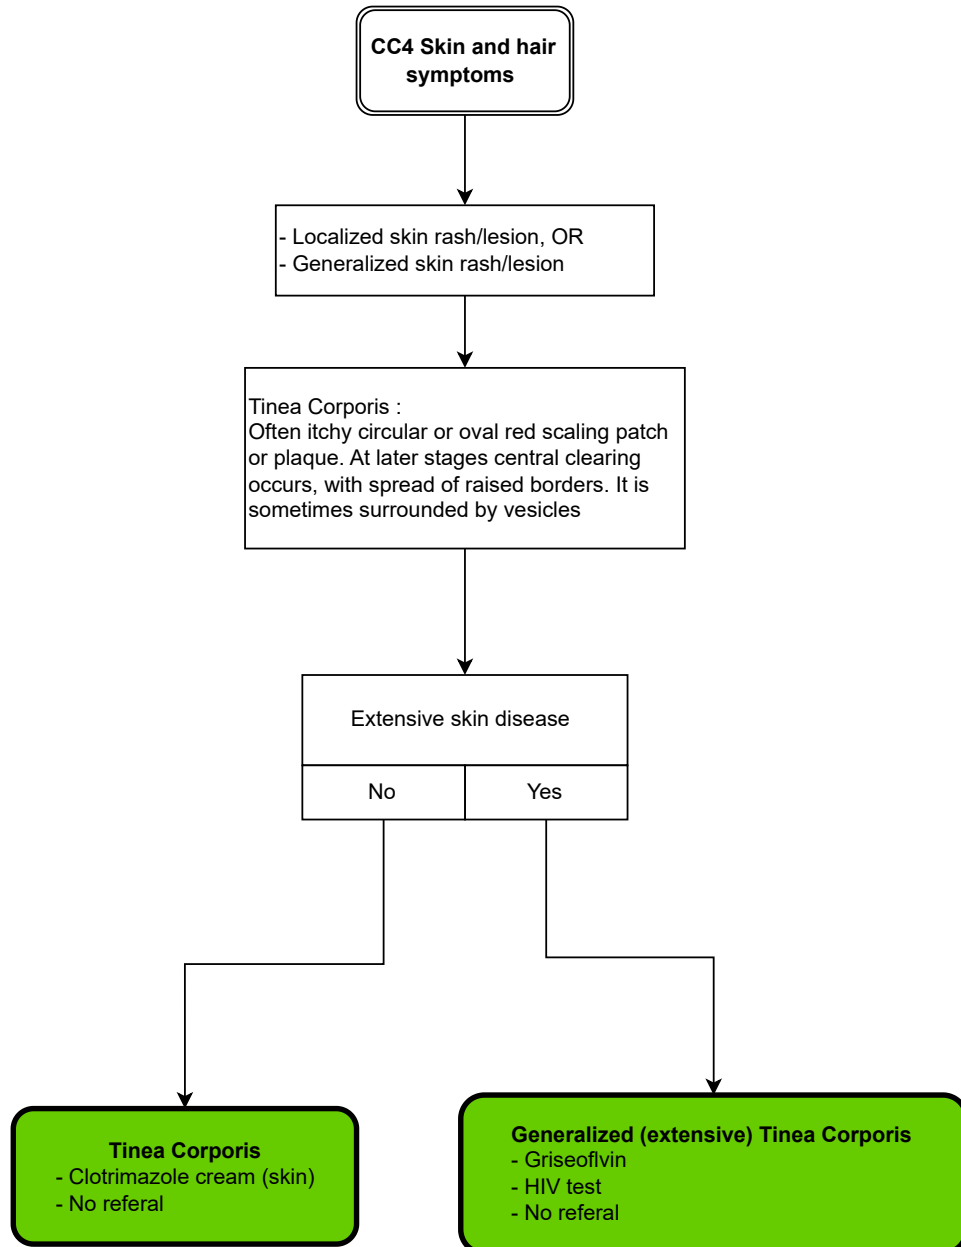 CC4 Skin and hair
symptoms
- Localized skin rash/lesion, OR
- Generalized skin rash/lesion
Tinea Corporis :
Often itchy circular or oval red scaling patch
or plaque. At later stages central clearing
occurs, with spread of raised borders. It is
sometimes surrounded by vesicles
Extensive skin disease
No
Yes
Tinea Corporis
- Clotrimazole cream (skin)
- No referal
Generalized (extensive) Tinea Corporis
- Griseoflvin
- HIV test
- No referal